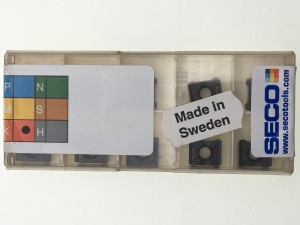 P N
M S
K H
Made in
Sweden
SECO
www.secotools.com